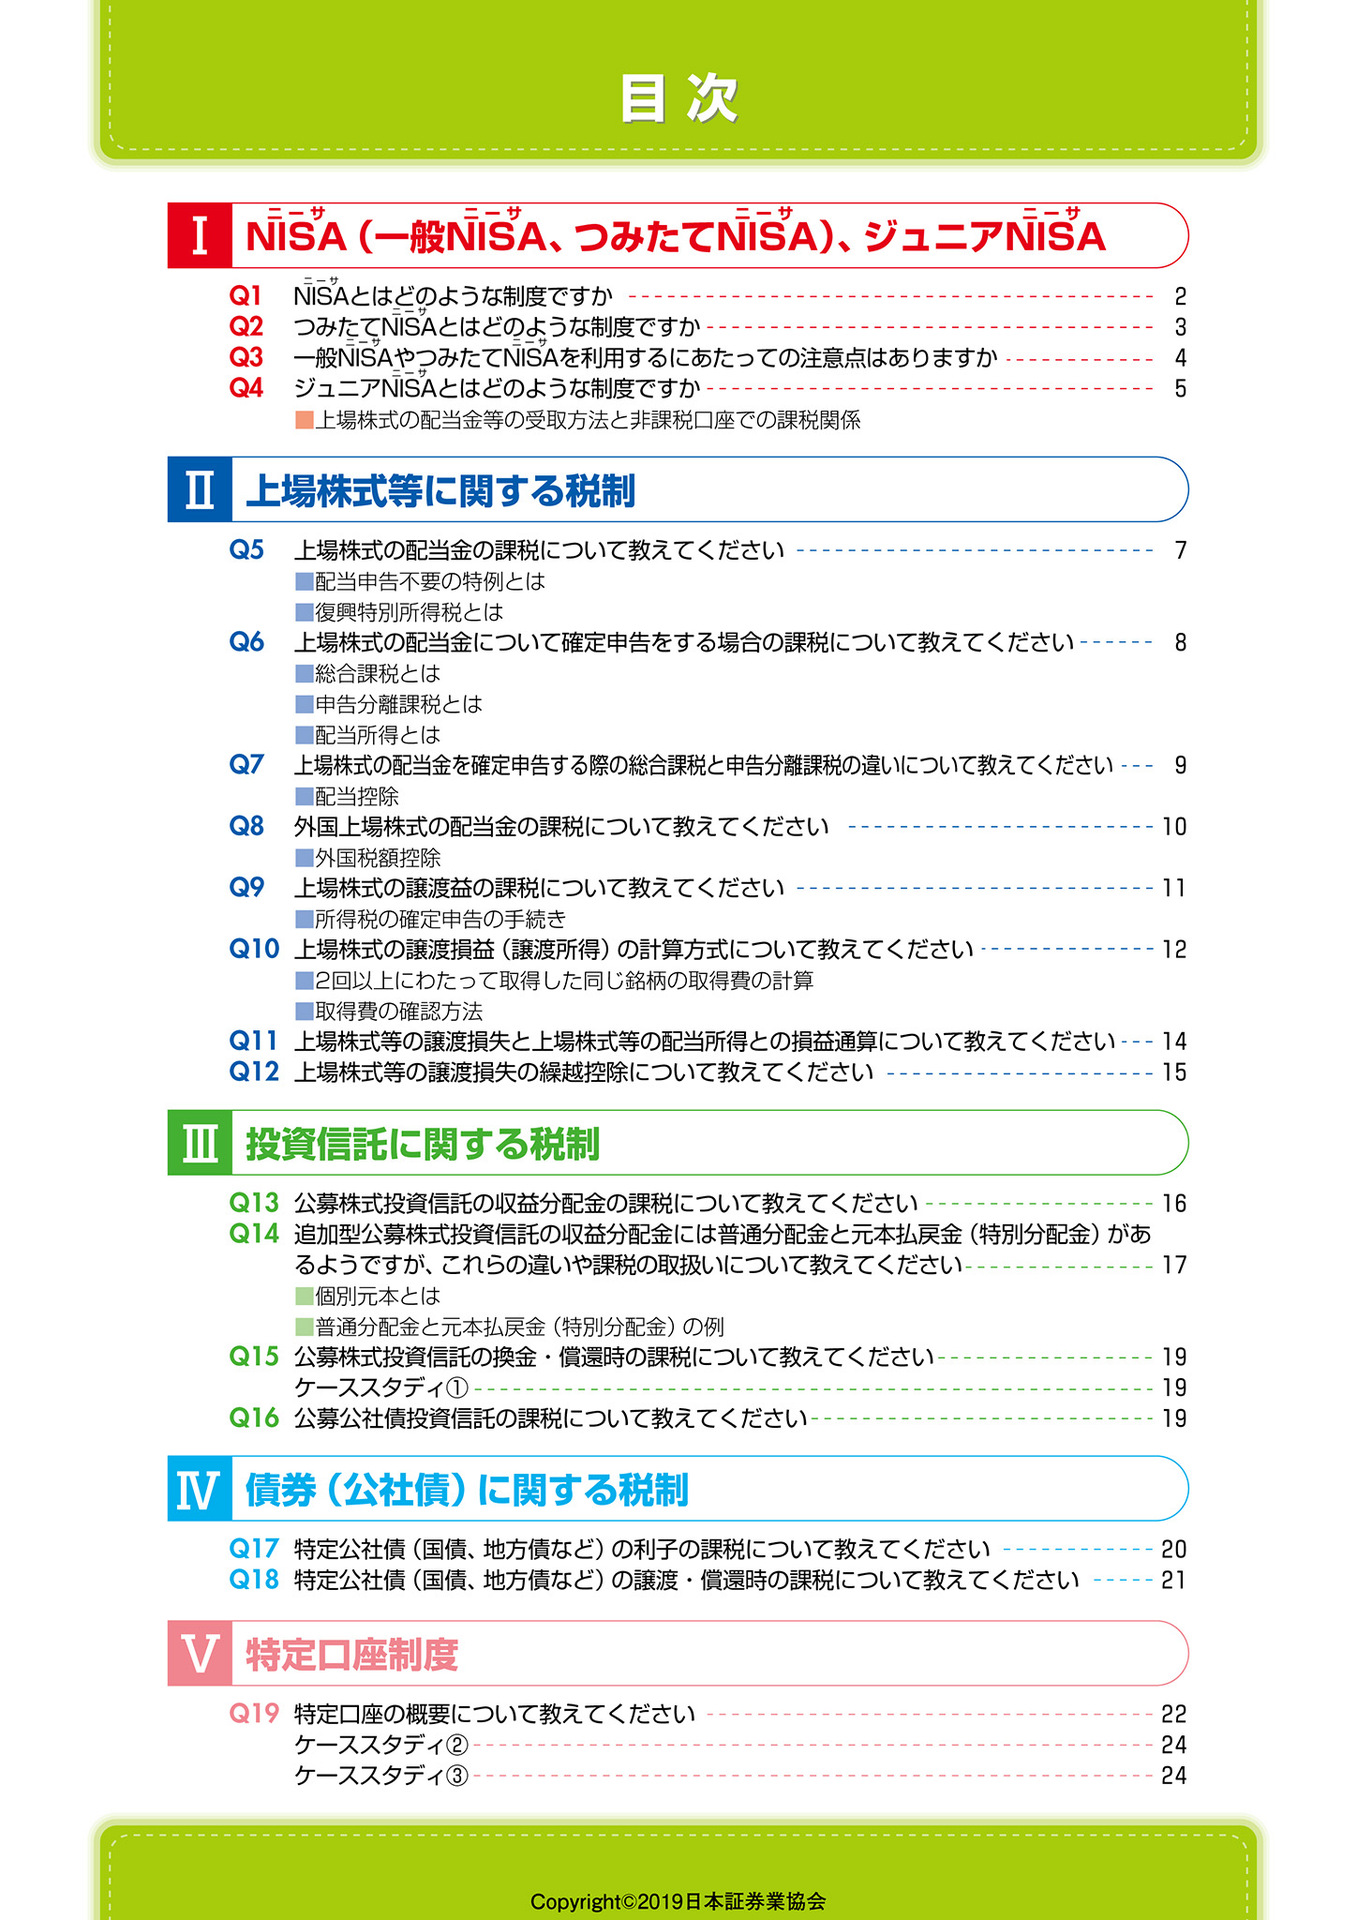 目 次
Ⅰ NISA（一般NISA、つみたてNISA）、ジュニアNISA
ニーサ ニーサ ニーサ ニーサ
Q1 NISAとはどのような制度ですか 2
ニーサ
Q2 つみたてNISAとはどのような制度ですか 3
ニーサ
Q3 一般NISAやつみたてNISAを利用するにあたっての注意点はありますか 4
ニーサ ニーサ
Q4 ジュニアNISAとはどのような制度ですか 5
ニーサ
■上場株式の配当金等の受取方法と非課税口座での課税関係
Ⅱ 上場株式等に関する税制
Q5 上場株式の配当金の課税について教えてください 7
■配当申告不要の特例とは
■復興特別所得税とは
Q6 上場株式の配当金について確定申告をする場合の課税について教えてください 8
■総合課税とは
■申告分離課税とは
■配当所得とは
Q7 上場株式の配当金を確定申告する際の総合課税と申告分離課税の違いについて教えてください 9
■配当控除
Q8 外国上場株式の配当金の課税について教えてください 10
■外国税額控除
Q9 上場株式の譲渡益の課税について教えてください 11
■所得税の確定申告の手続き
Q10 上場株式の譲渡損益（譲渡所得）の計算方式について教えてください 12
■2回以上にわたって取得した同じ銘柄の取得費の計算
■取得費の確認方法
Q11 上場株式等の譲渡損失と上場株式等の配当所得との損益通算について教えてください 14
Q12 上場株式等の譲渡損失の繰越控除について教えてください 15
Ⅲ 投資信託に関する税制
Q13 公募株式投資信託の収益分配金の課税について教えてください 16
Q14 追加型公募株式投資信託の収益分配金には普通分配金と元本払戻金（特別分配金）があ
るようですが、これらの違いや課税の取扱いについて教えてください 17
■個別元本とは
■普通分配金と元本払戻金（特別分配金）の例
Q15 公募株式投資信託の換金・償還時の課税について教えてください 19
ケーススタディ① 19
Q16 公募公社債投資信託の課税について教えてください 19
Ⅳ 債券（公社債）に関する税制
Q17 特定公社債（国債、地方債など）の利子の課税について教えてください 20
Q18 特定公社債（国債、地方債など）の譲渡・償還時の課税について教えてください 21
Ⅴ 特定口座制度
Q19 特定口座の概要について教えてください 22
ケーススタディ② 24
ケーススタディ③ 24
Copyright©2019日本証券業協会